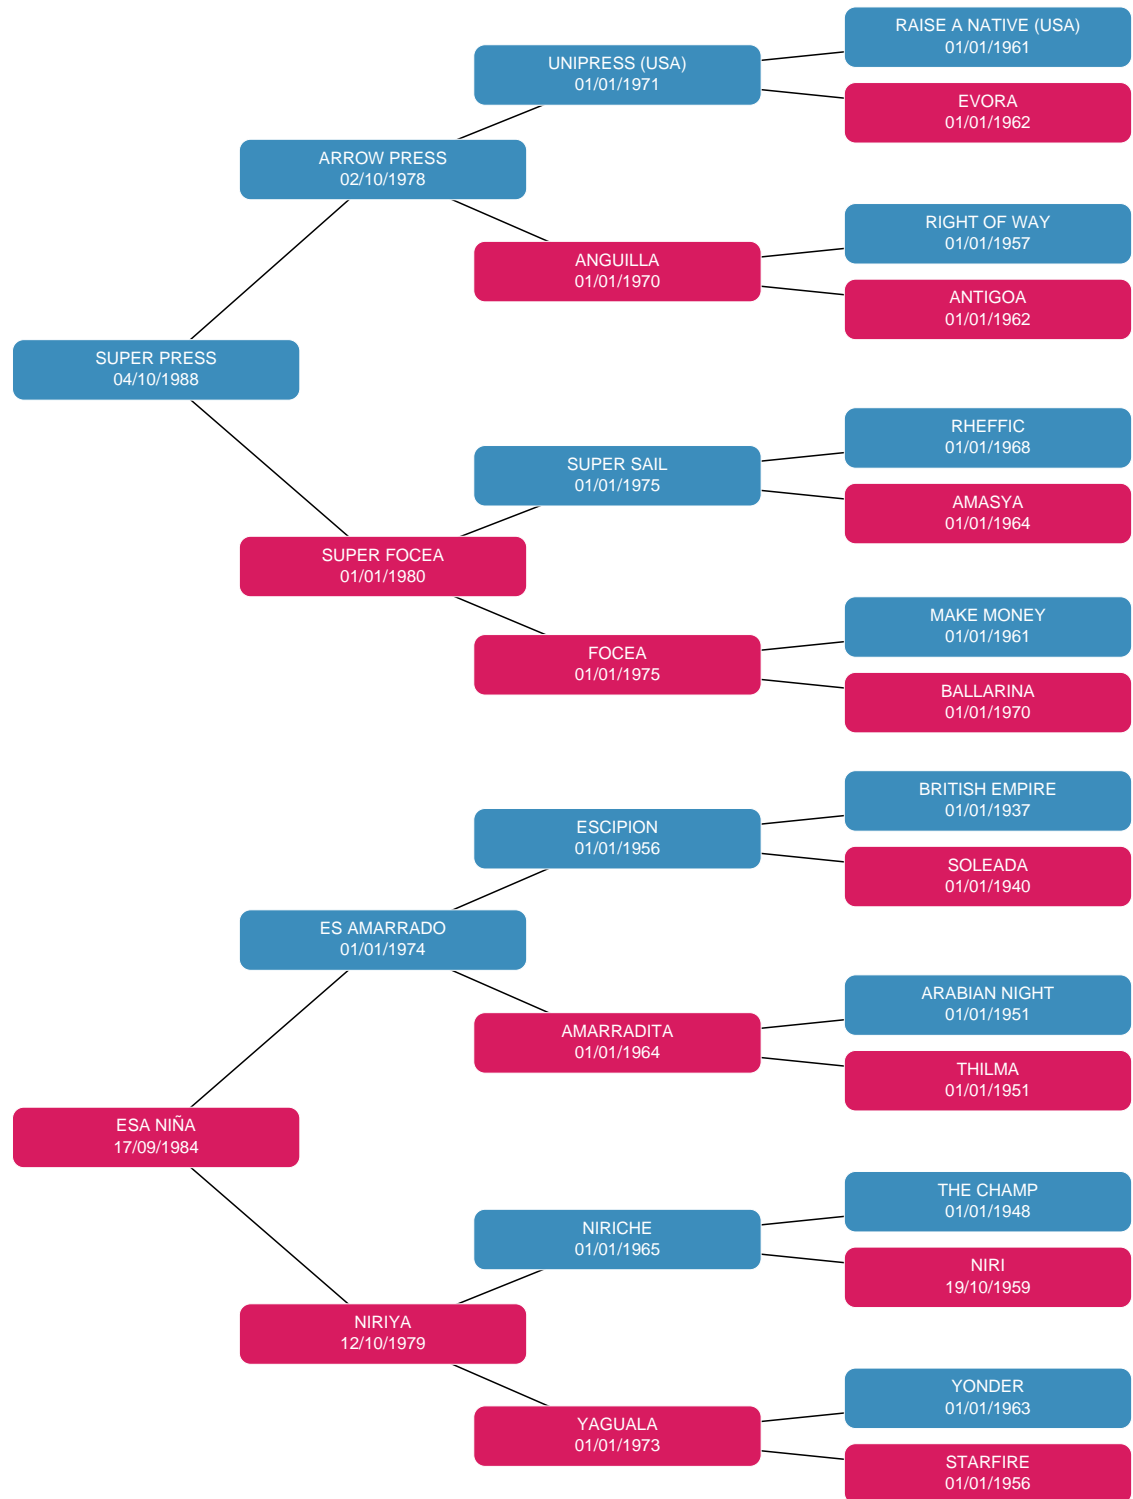 RAISE A NATIVE (USA)
01/01/1961
UNIPRESS (USA)
01/01/1971
EVORA
01/01/1962
ARROW PRESS
02/10/1978
RIGHT OF WAY
01/01/1957
ANGUILLA
01/01/1970
ANTIGOA
01/01/1962
SUPER PRESS
04/10/1988
RHEFFIC
01/01/1968
SUPER SAIL
01/01/1975
AMASYA
01/01/1964
SUPER FOCEA
01/01/1980
MAKE MONEY
01/01/1961
FOCEA
01/01/1975
BALLARINA
01/01/1970
BRITISH EMPIRE
01/01/1937
ESCIPION
01/01/1956
SOLEADA
01/01/1940
ES AMARRADO
01/01/1974
ARABIAN NIGHT
01/01/1951
AMARRADITA
01/01/1964
THILMA
01/01/1951
ESA NIÑA
17/09/1984
THE CHAMP
01/01/1948
NIRICHE
01/01/1965
NIRI
19/10/1959
NIRIYA
12/10/1979
YONDER
01/01/1963
YAGUALA
01/01/1973
STARFIRE
01/01/1956